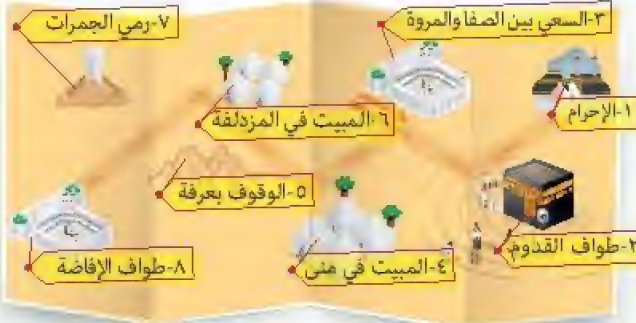 ١-الإحرام
٢-طواف القدوم
٣-السعي بين الصفا والمروة
٤-المبيت في منى
٥-الوقوف بعرفة
٦-المبيت في المزدلفة
٧-رمي الجمرات
٨-طواف الإفاضة